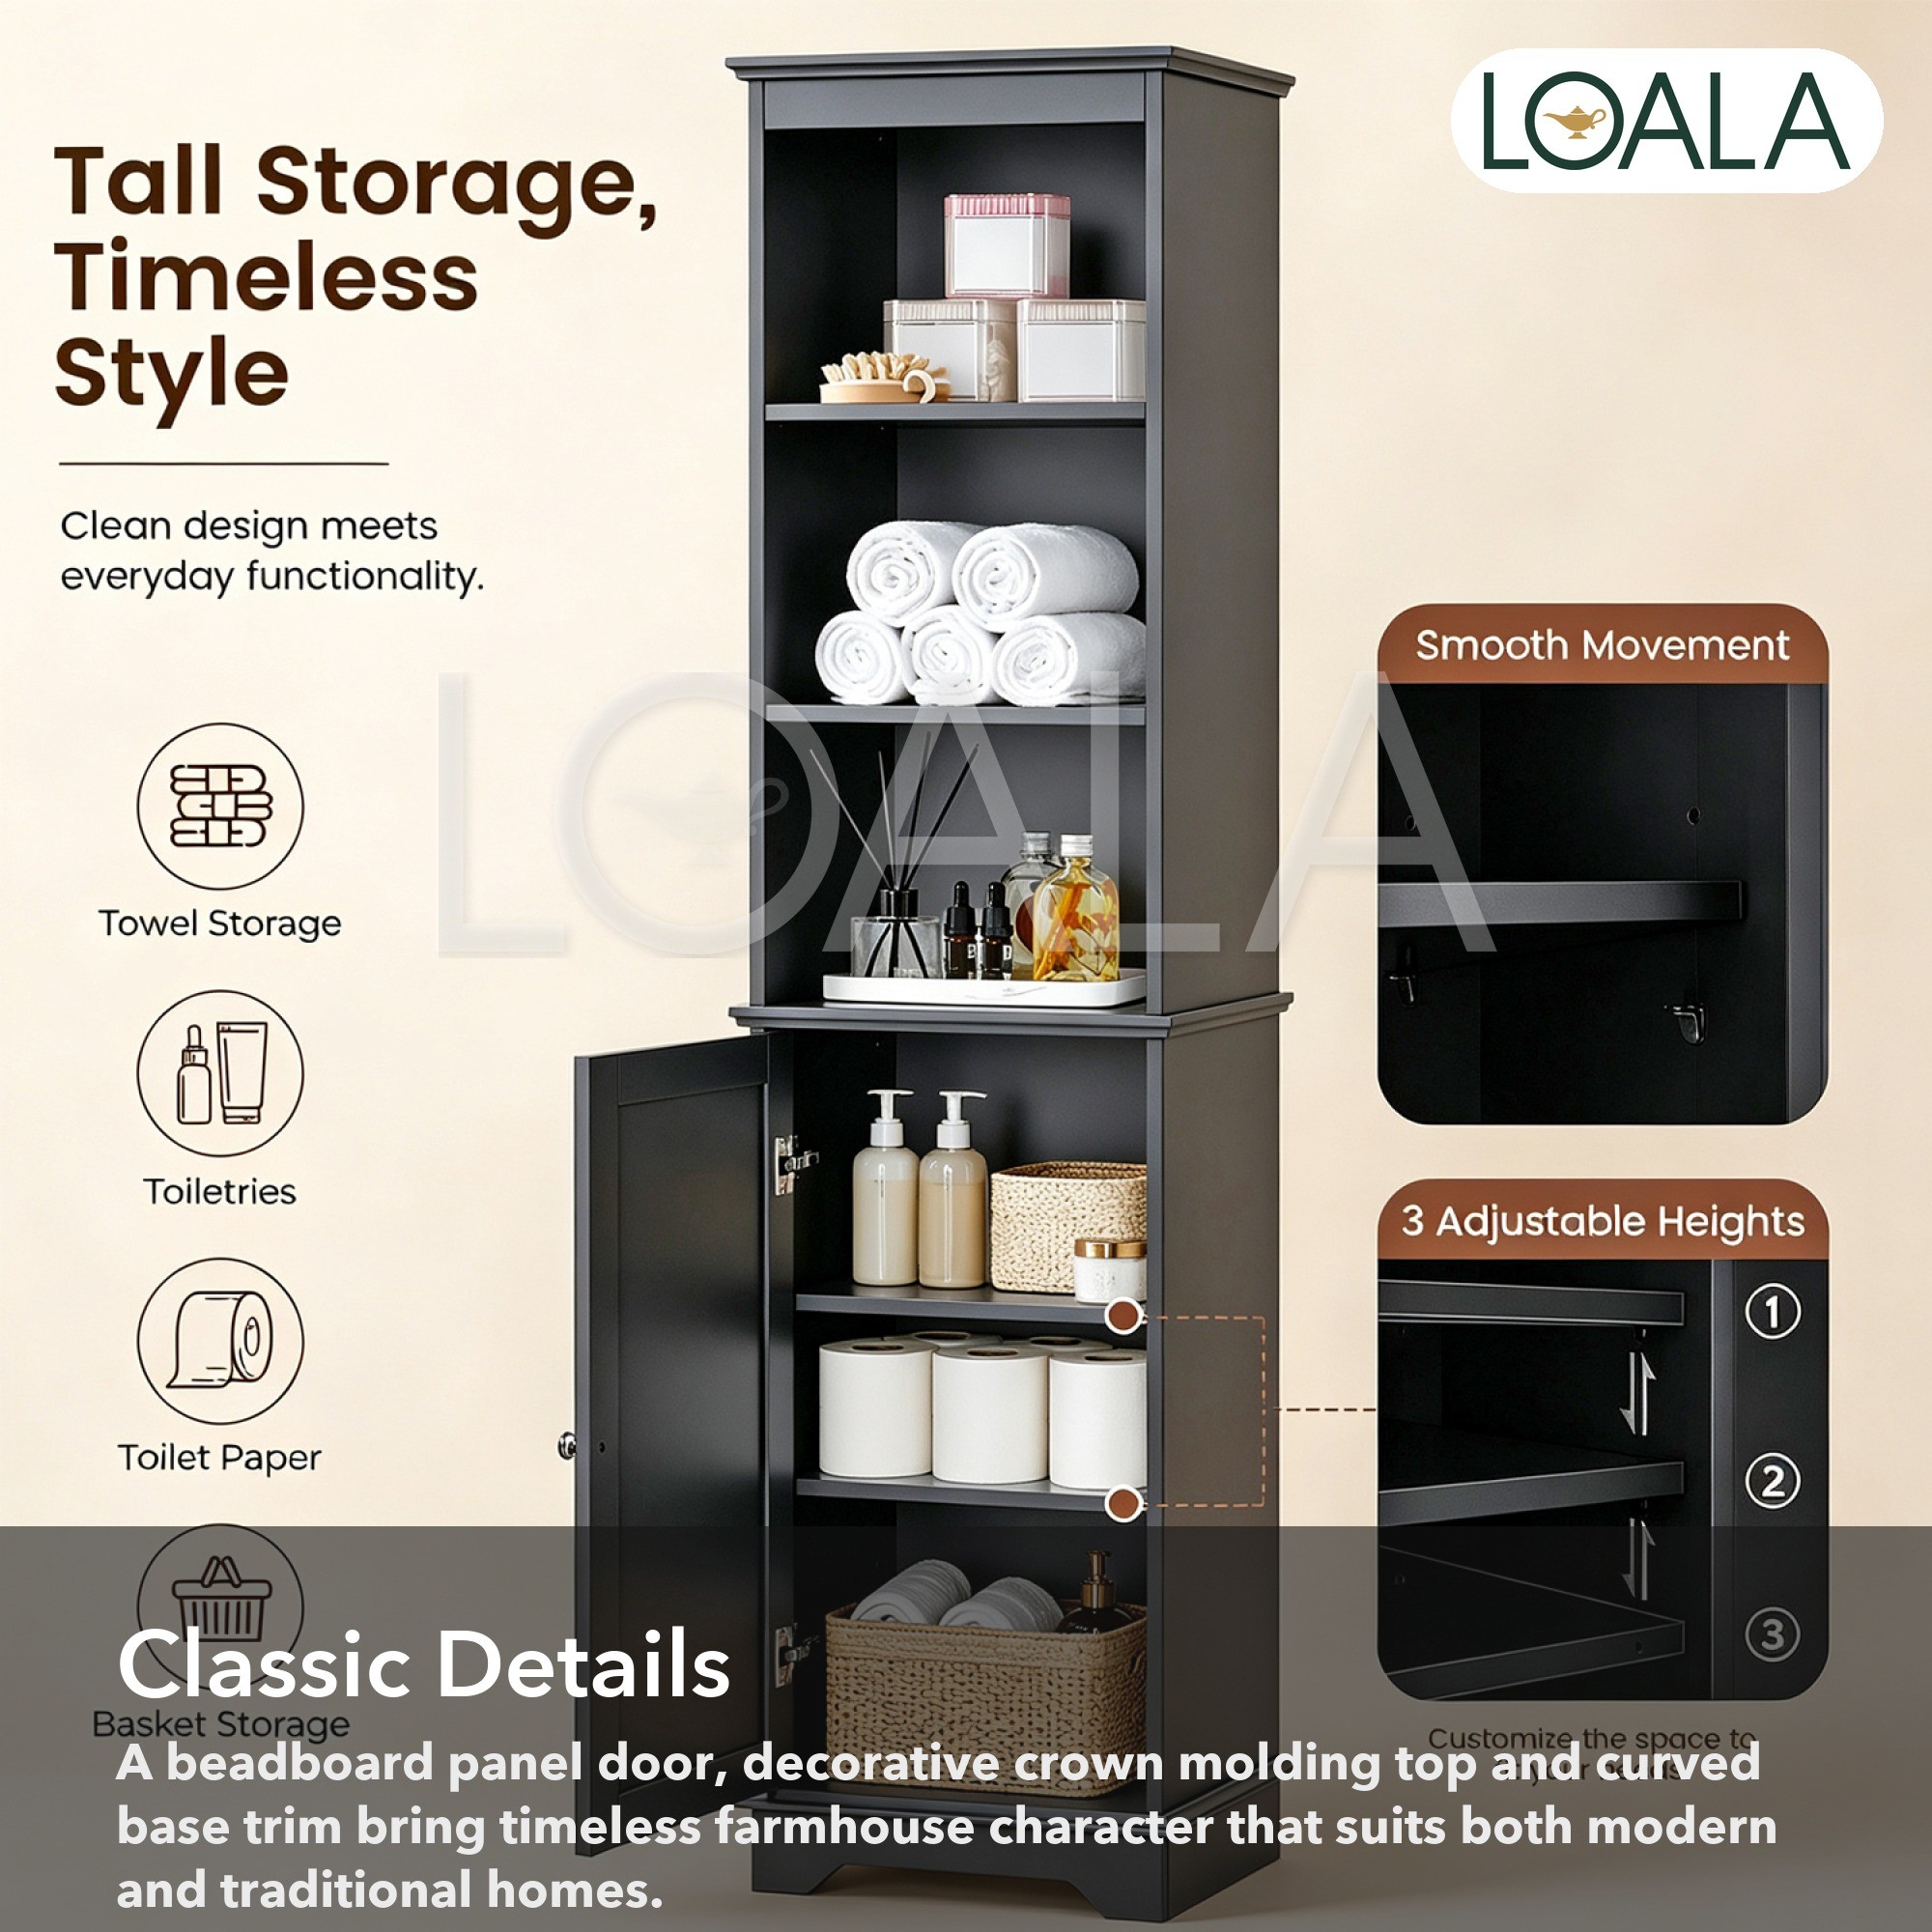 LOALA
Tall Storage,
Timeless
Style
Clean design meets
everyday functionality.
Towel Storage
Toiletries
Toilet Paper
Basket Storage
LOALA
Smooth Movement
3 Adjustable Heights
1
2
3
Customize the space to
Classic Details
A beadboard panel door, decorative crown molding top and curved
base trim bring timeless farmhouse character that suits both modern
and traditional homes.